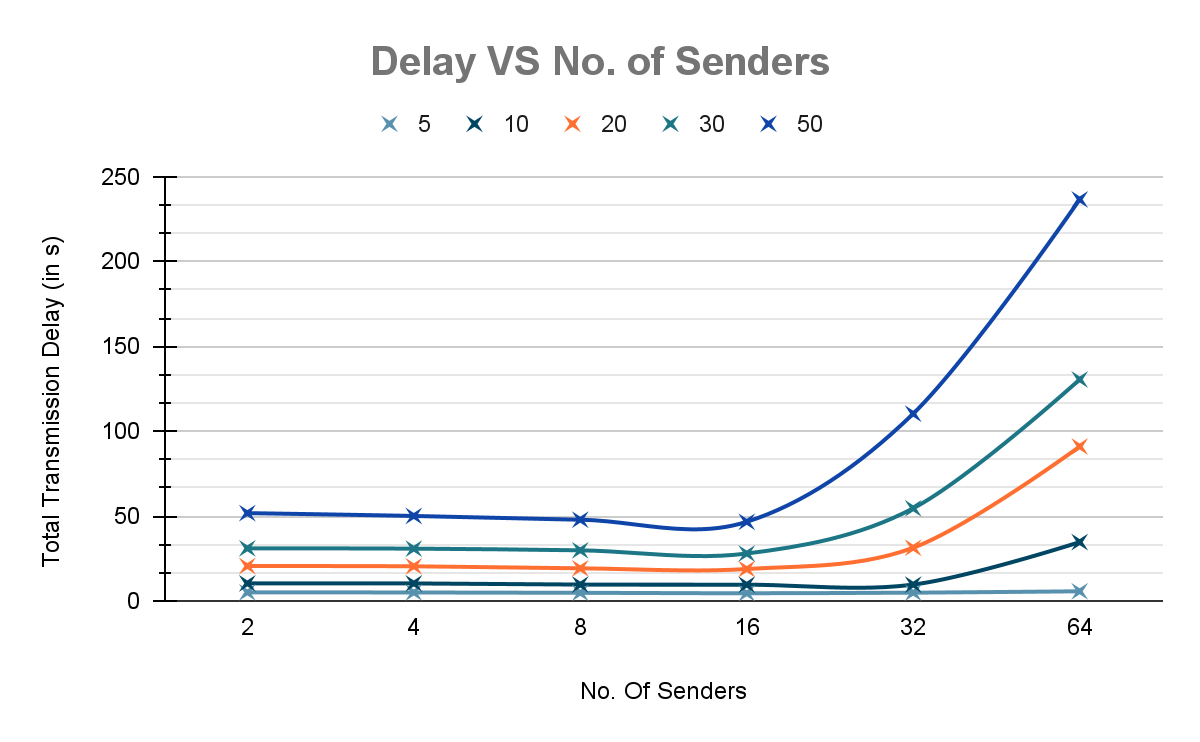 Delay VS No. of Senders
5 10 20 30 50
250
200
150
100
50
0
Total Transmission Delay (in s)
2 4 8 16 32 64
No. Of Senders